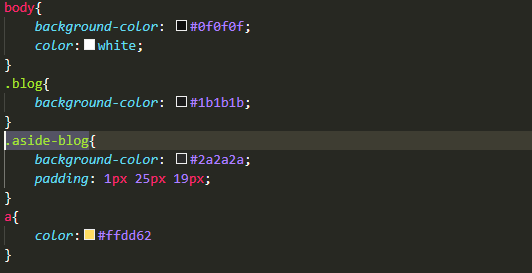 body{
background-color: #0f0f0f;
color: white;
}
.blog{
background-color: #1b1b1b;
}
.aside-blog{
background-color: #2a2a2a;
padding: 1px 25px 19px;
}
a{
color: #ffdd62
}